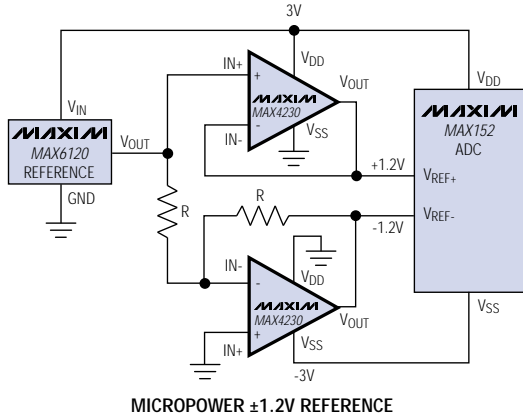 3V
IN+
+
VDD
VOUT
MAXIM
MAX4230
-
IN-
VSS
VIN
MAXIM
MAX6120
REFERENCE
VOUT
GND
VDD
MAXIM
MAX152
ADC
+1.2V
VREF+
-1.2V
VREF-
R
R
IN-
-
VDD
MAXIM
MAX4230
VOUT
+
IN+
VSS
-3V
VSS
MICROPOWER ±1.2V REFERENCE